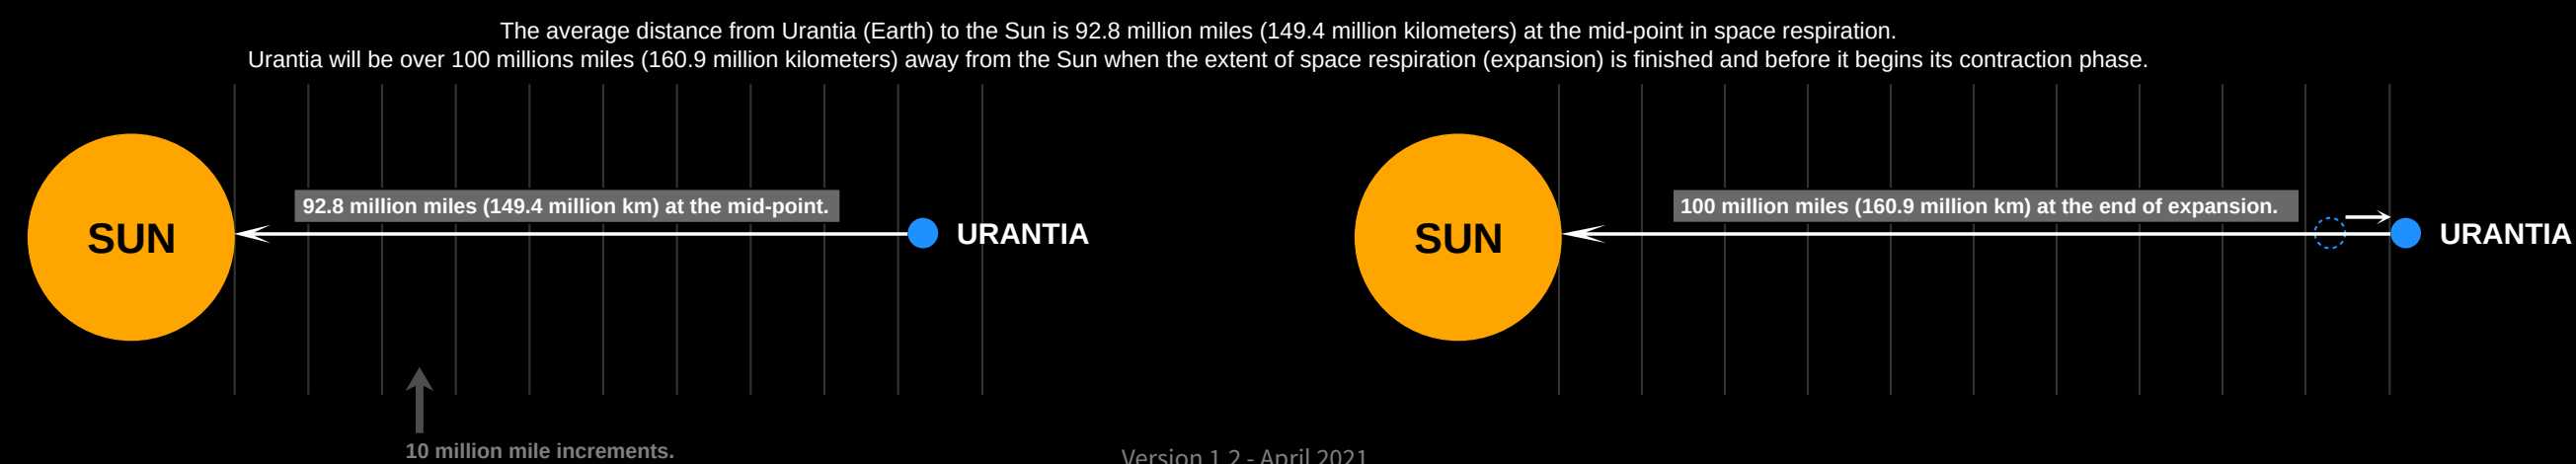 The average distance from Urantia (Earth) to the Sun is 92.8 million miles (149.4 million kilometers) at the mid-point in space respiration.
Urantia will be over 100 millions miles (160.9 million kilometers) away from the Sun when the extent of space respiration (expansion) is finished and before it begins its contraction phase.
92.8 million miles (149.4 million km) at the mid-point.
SUN
URANTIA
100 million miles (160.9 million km) at the end of expansion.
SUN
URANTIA
10 million mile increments.
Version 1.2 - April 2021